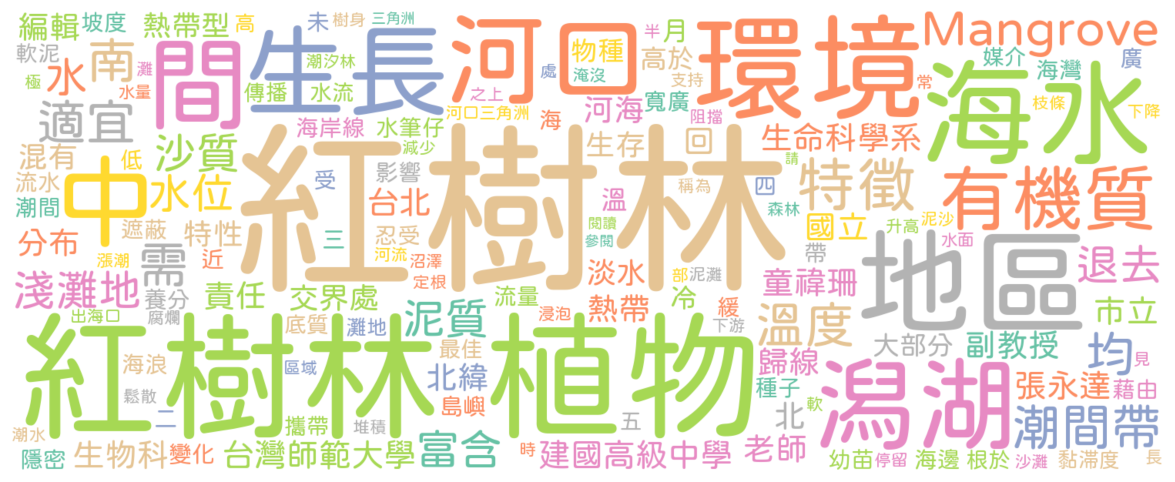 編輯
坡度
熱帶型
高
未
樹身
三角洲
半
月
Mangrove
軟泥
南
間
生長
潮汐林
河口
物種
高於
環境
媒介
廣
極
水
灘
水量
傳播
水流
處
淹沒
支持
常
海灣
海水
枝條
下降
之上
河口三角洲
河海
寬廣
阻擋
適宜
海岸線
水筆仔
海
生命科學系
混有
沙質
低
減少
紅樹林
生存
回
請
流水
中
水位
受
影響
台北
稱為
四
特徵
有機質
溫
森林
潮間
遮蔽
特性
閱讀
國立
升高
泥沙
分布
近
三
忍受
參閱
水面
河流
沼澤
帶
需
淡水
地區
退去
漲潮
定根
部
泥灘
淺灘地
養分
責任
交界處
流量
熱帶
冷
童禕珊
市立
出海口
腐爛
底質
灘地
泥質
浸泡
緩
下游
溫度
紅樹林
植物
大部分
副教授
均
見
海浪
區域
最佳
北緯
歸線
種子
潟湖
張永達
藉由
鬆散
島嶼
二
攜帶
堆積
五
北
軟
潮間帶
潮水
隱密
生物科
變化
台灣師範大學
富含
時
建國高級中學
老師
幼苗
停留
海邊
根於
沙灘
黏滯度
長